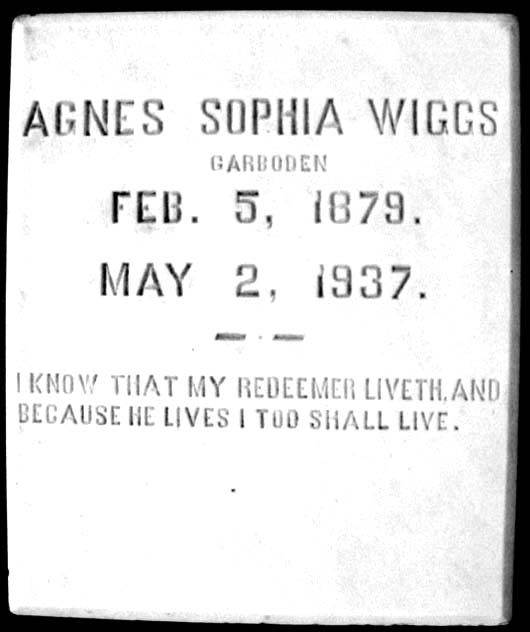 AGNES SOPHIA WIGGS
GARBODEN
FEB. 5, 1879.
MAY 2, 1937.
I KNOW THAT MY REDEEMER LIVETH, AND
BECAUSE HE LIVES I TOO SHALL LIVE.